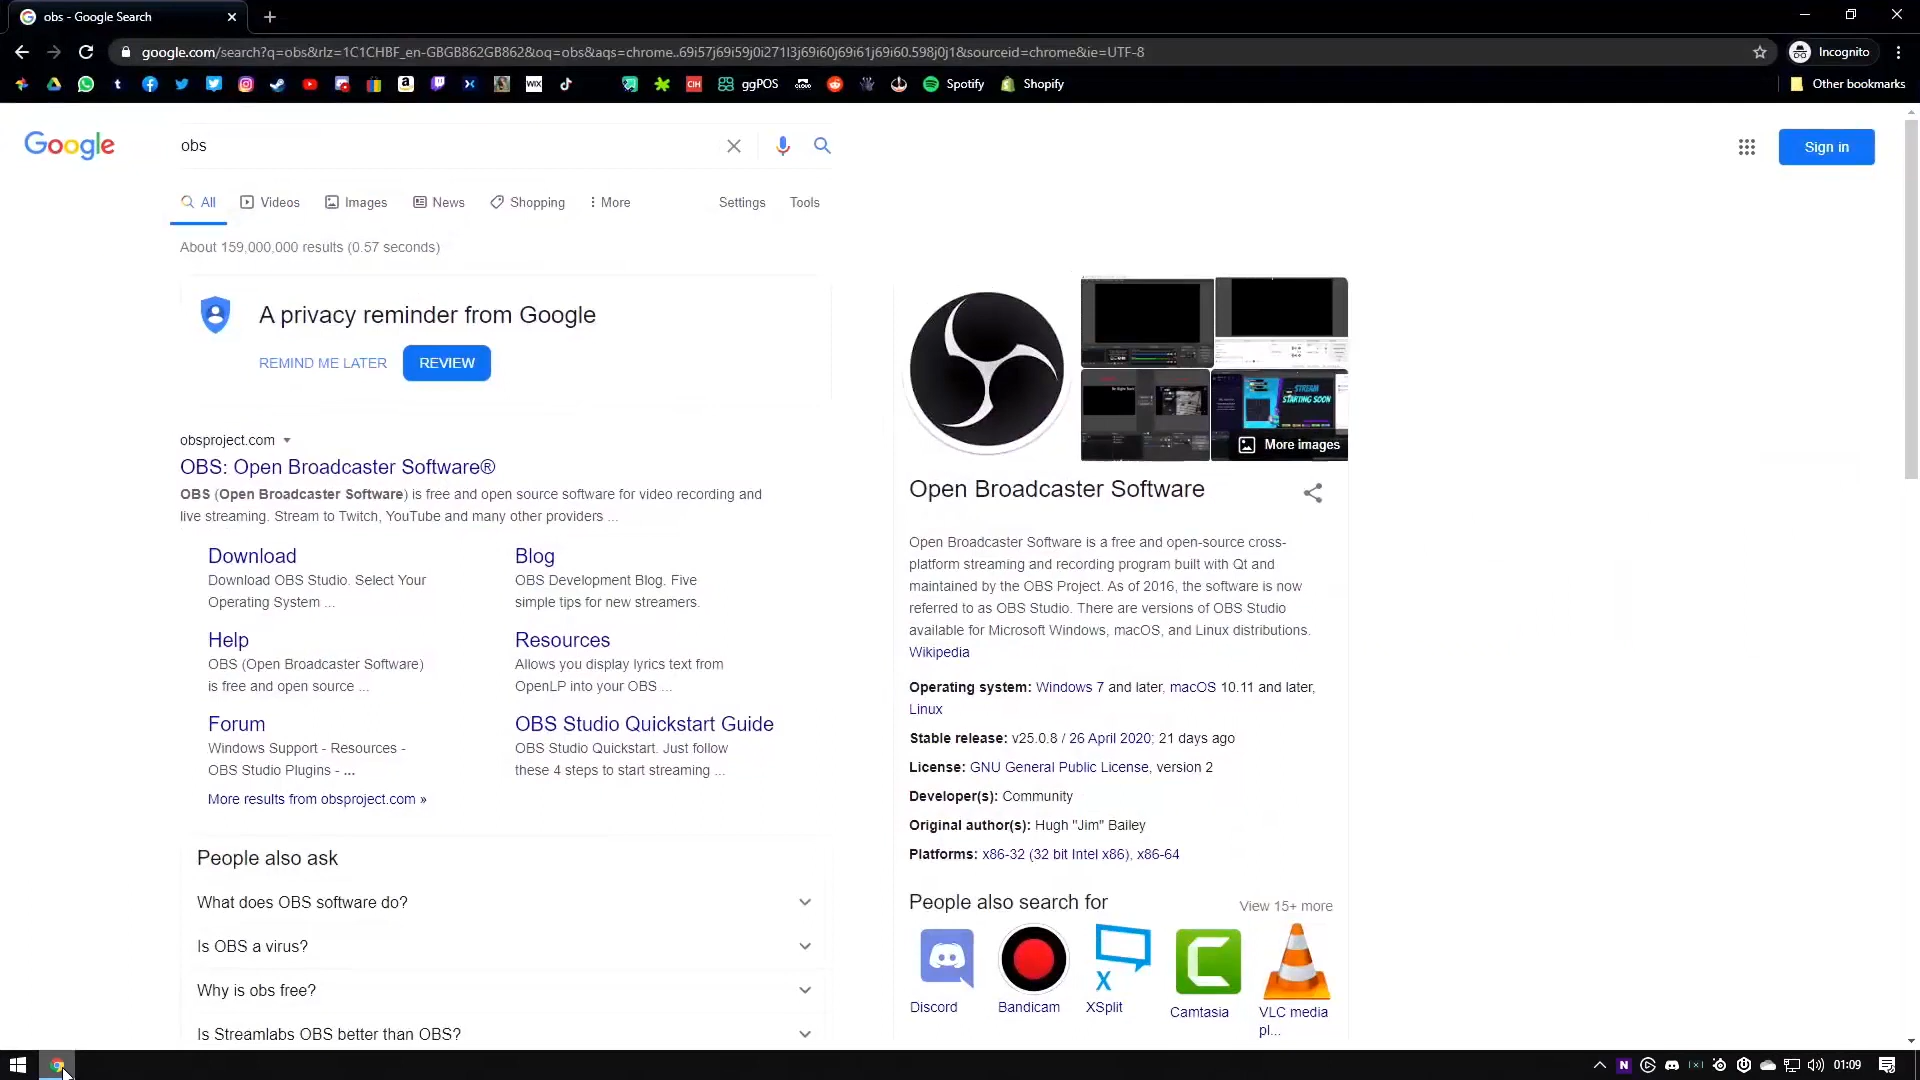 obs - Google Search
google.com/search?q=obs&rlz=1C1CHBF_en-GBGB862GB862&oq=obs&aqs=chrome..69i57j69i59j0i271l3j69i60j69i61j69i60.598j0j1&sourceid=chrome&ie=UTF-8
Incognito
WIX
CIH
ggPOS
Spotify
Shopify
Other bookmarks
Google
obs
Sign in
All
Videos
Images
News
Shopping
More
Settings
Tools
About 159,000,000 results (0.57 seconds)
A privacy reminder from Google
REMIND ME LATER
REVIEW
obsproject.com
OBS: Open Broadcaster Software®
OBS (Open Broadcaster Software) is free and open source software for video recording and
live streaming. Stream to Twitch, YouTube and many other providers ...
Download
Download OBS Studio. Select Your
Operating System ...
Blog
OBS Development Blog. Five
simple tips for new streamers.
Help
OBS (Open Broadcaster Software)
is free and open source ...
Resources
Allows you display lyrics text from
OpenLP into your OBS ...
Forum
Windows Support - Resources -
OBS Studio Plugins - ...
OBS Studio Quickstart Guide
OBS Studio Quickstart. Just follow
these 4 steps to start streaming ...
More results from obsproject.com »
People also ask
What does OBS software do?
Is OBS a virus?
Why is obs free?
Is Streamlabs OBS better than OBS?
STREAM
STARTING SOON
More images
Open Broadcaster Software
Open Broadcaster Software is a free and open-source cross-
platform streaming and recording program built with Qt and
maintained by the OBS Project. As of 2016, the software is now
referred to as OBS Studio. There are versions of OBS Studio
available for Microsoft Windows, macOS, and Linux distributions.
Wikipedia
Operating system: Windows 7 and later, macOS 10.11 and later,
Linux
Stable release: v25.0.8 / 26 April 2020; 21 days ago
License: GNU General Public License, version 2
Developer(s): Community
Original author(s): Hugh "Jim" Bailey
Platforms: x86-32 (32 bit Intel x86), x86-64
People also search for
View 15+ more
Discord
Bandicam
XSplit
Camtasia
VLC media
pl...
01:09